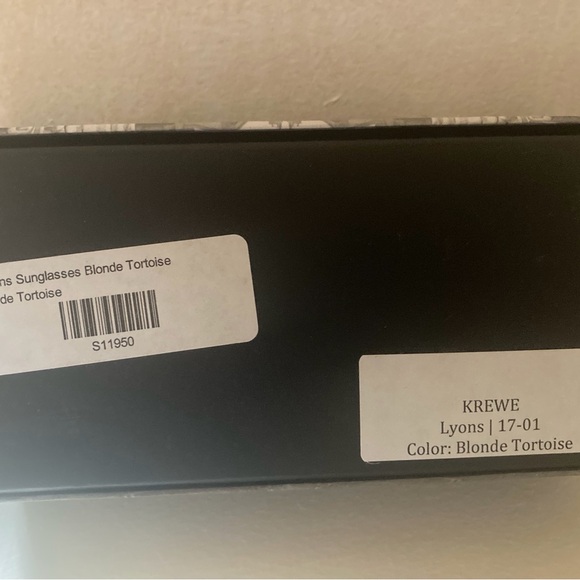 ns Sunglasses Blonde Tortoise
de Tortoise
S11950
KREWE
Lyons | 17-01
Color: Blonde Tortoise